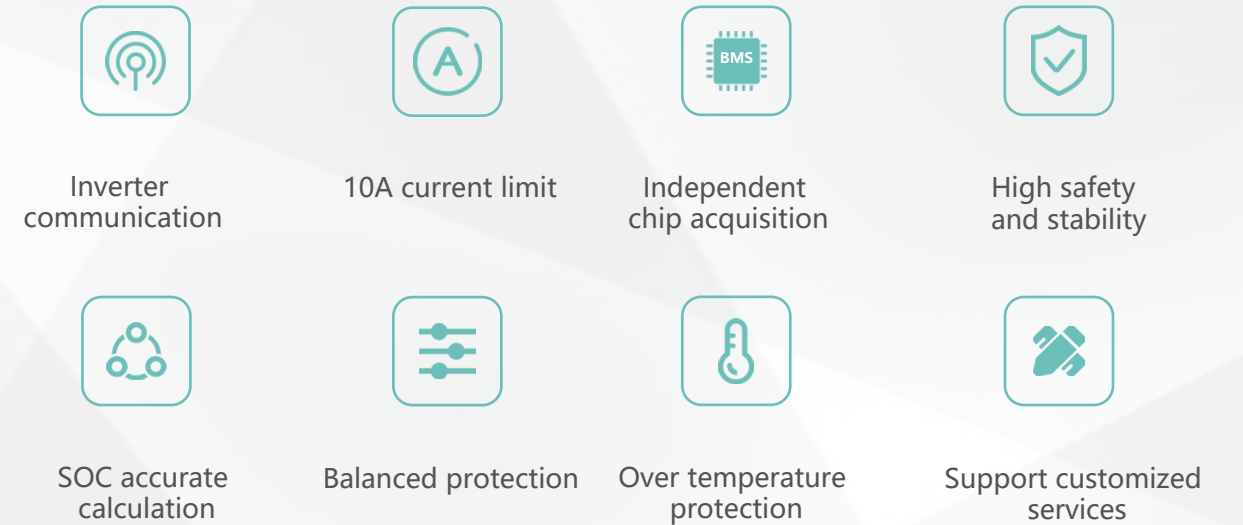 BMS
Inverter
communication
10A current limit
Independent
chip acquisition
High safety
and stability
SOC accurate
calculation
Balanced protection
Over temperature
protection
Support customized
services